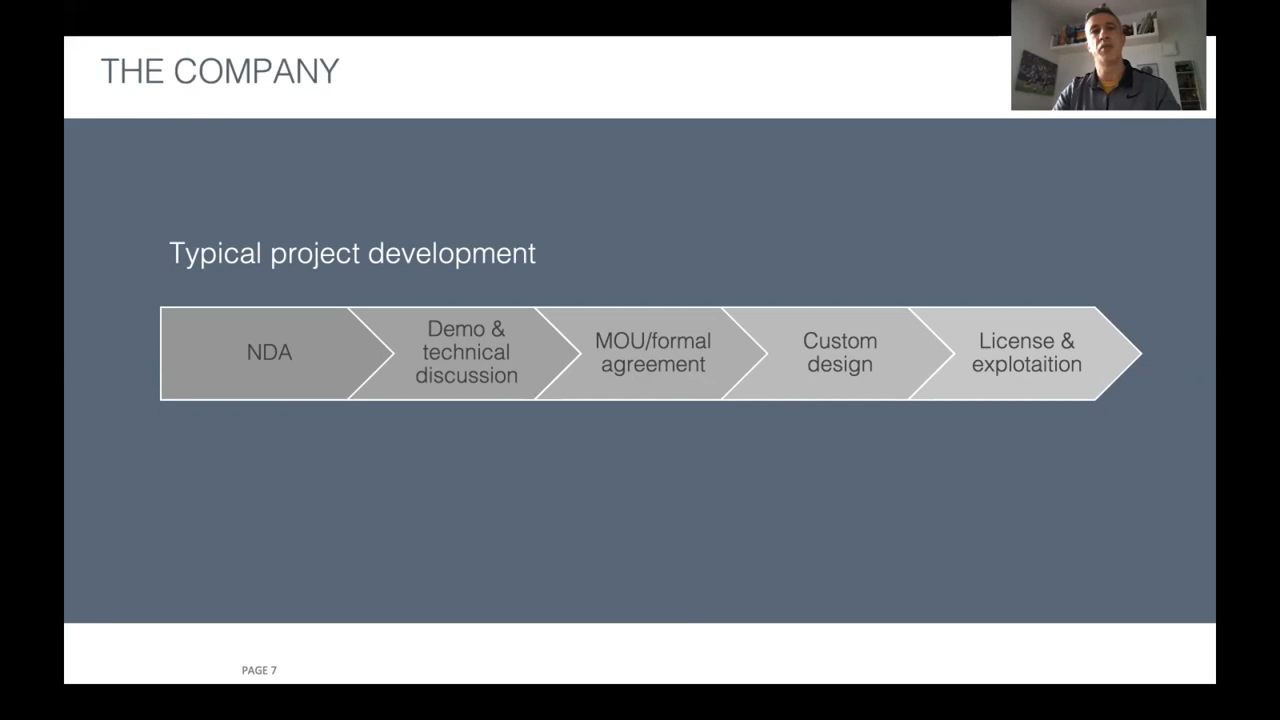 THE COMPANY
Typical project development
NDA
Demo &
technical
discussion
MOU/formal
agreement
Custom
design
License &
explotaition
PAGE 7